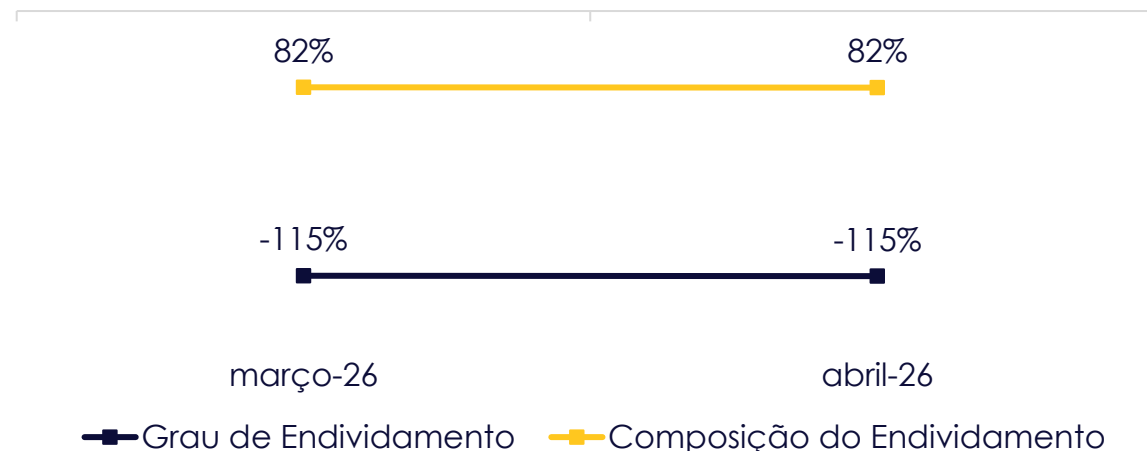 82% 82%
-115% -115%
março-26 abril-26
Grau de Endividamento Composição do Endividamento